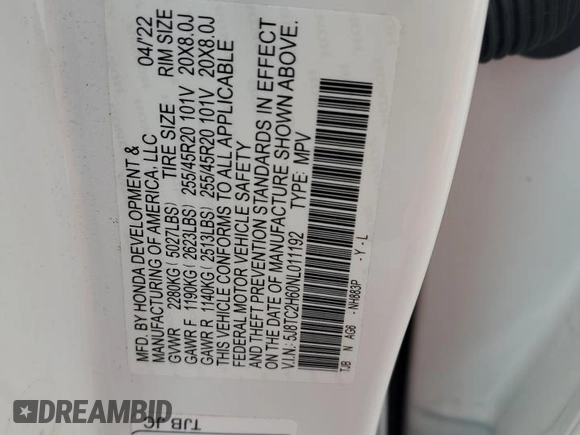 MFD. BY HONDA DEVELOPMENT & 04/22
MANUFACTURING OF AMERICA, LLC
GVWR 2280KG ( 5027LBS) TIRE SIZE RIM SIZE
GAWR F 1190KG ( 2623LBS) 255/45R20 101V 20X8.0J
GAWR R 1140KG ( 2513LBS) 255/45R20 101V 20X8.0J
THIS VEHICLE CONFORMS TO ALL APPLICABLE
FEDERAL MOTOR VEHICLE SAFETY
AND THEFT PREVENTION STANDARDS IN EFFECT
ON THE DATE OF MANUFACTURE SHOWN ABOVE.
V.I.N.: 5J8TC2H60NL011192 TYPE: MPV
TJB N AG6 -NH883P -Y-L
TJB JC
DREAMBID